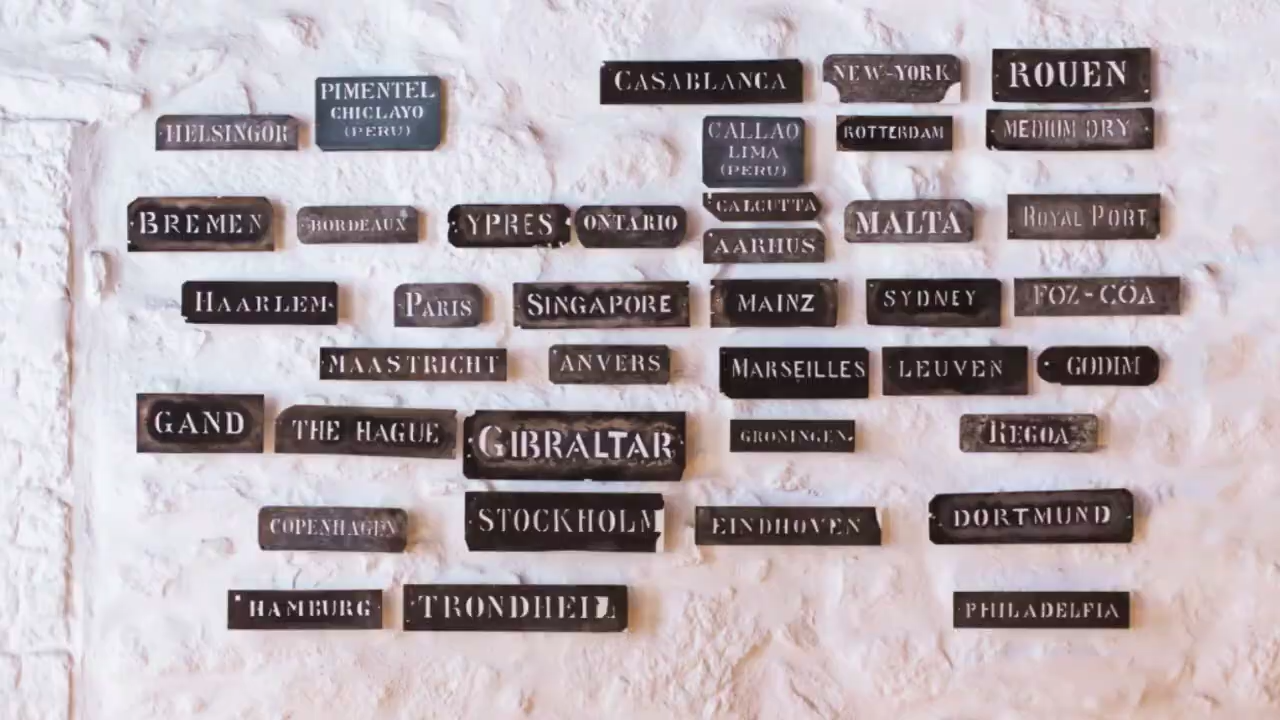 CASABLANCA
NEW-YORK
ROUEN
PIMENTEL
CHICLAYO
(PERU)
HELSINGOR
CALLAO
LIMA
(PERU)
ROTTERDAM
MEDIUM DRY
BREMEN
BORDEAUX
YPRES
ONTARIO
CALCUTTA
AARHUS
MALTA
ROYAL PORT
HAARLEM
PARIS
SINGAPORE
MAINZ
SYDNEY
FOZ-CÔA
MAASTRICHT
ANVERS
MARSEILLES
LEUVEN
GODIM
GAND
THE HAGUE
GIBRALTAR
GRONINGEN
REGOA
COPENHAGEN
STOCKHOLM
EINDHOVEN
DORTMUND
HAMBURG
PHILADELFIA